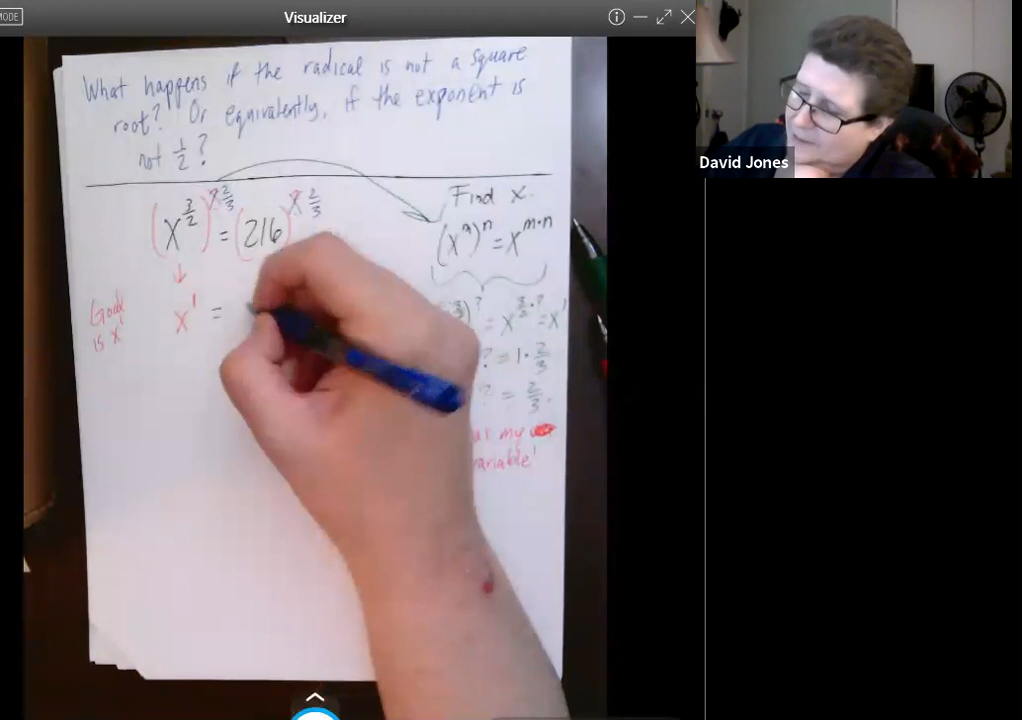 MODE
Visualizer
David Jones
What happens if the radical is not a square
root? Or equivalently, if the exponent is
not 1/2?
(x^3/2)^?2/3 = (216)^?2/3
Find x.
(x^m)^n = x^m·n
Goal
is x^1
x^1 =
)^? = x^3/2·? = x^1
? = 1·2/3
? = 2/3.
my
variable!